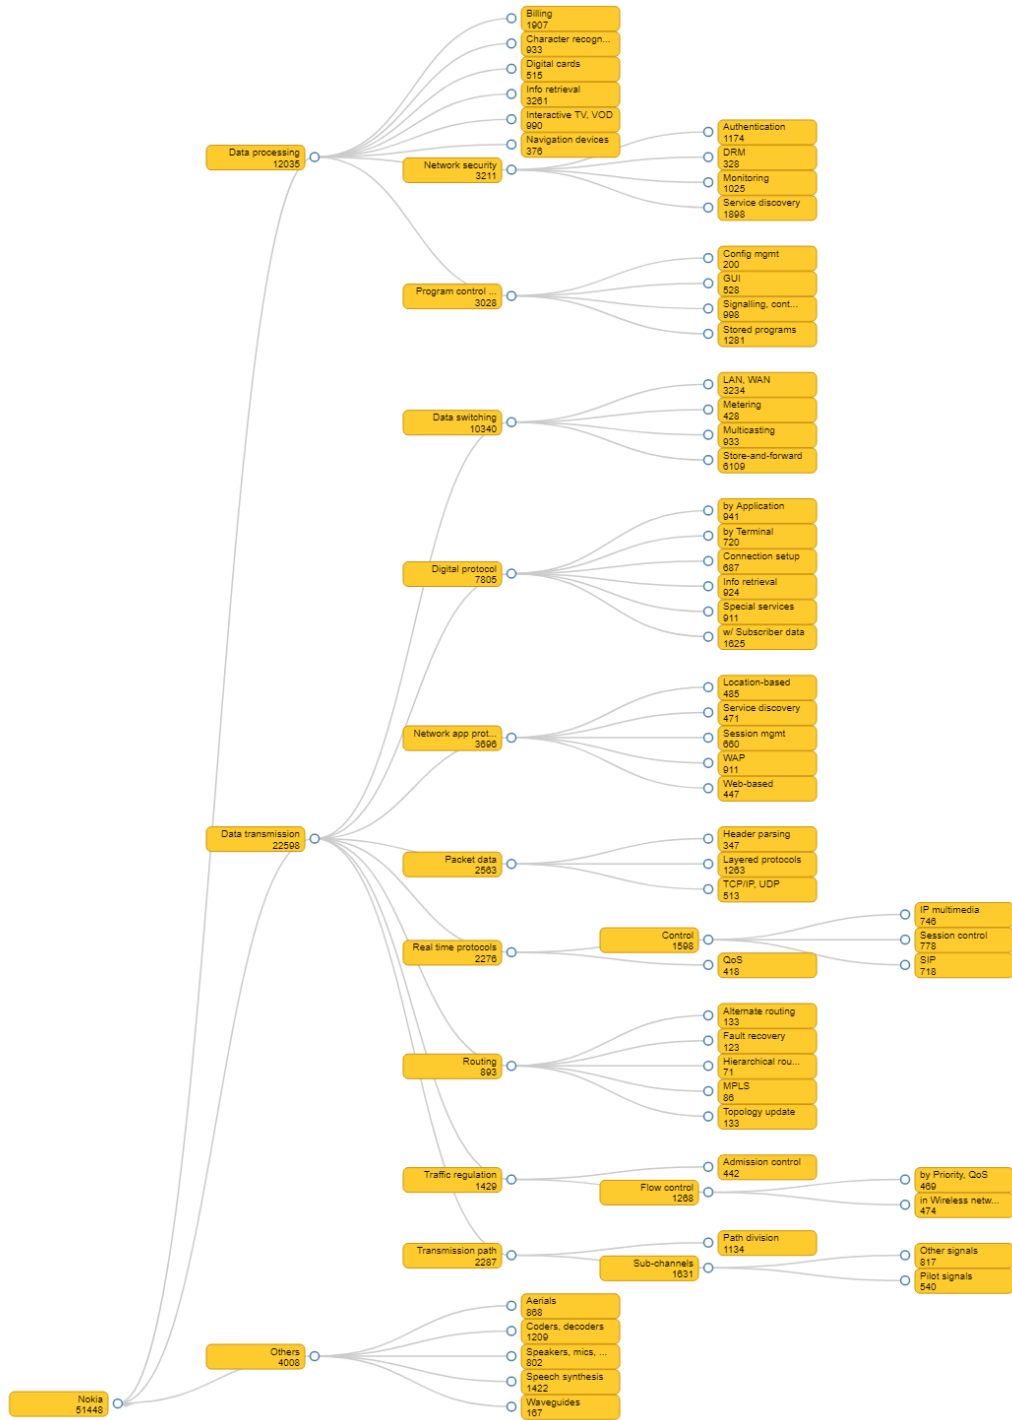 Billing
1907
Character recogn...
933
Digital cards
515
Info retrieval
3261
Interactive TV, VOD
990
Navigation devices
376
Data processing
12035
Network security
3211
Authentication
1174
DRM
328
Monitoring
1025
Service discovery
1898
Program control ...
3028
Config mgmt
200
GUI
528
Signalling, cont...
998
Stored programs
1281
Data switching
10340
LAN, WAN
3234
Metering
428
Multicasting
933
Store-and-forward
6109
Digital protocol
7805
by Application
941
by Terminal
720
Connection setup
687
Info retrieval
924
Special services
911
w/ Subscriber data
1625
Network app prot...
3696
Location-based
485
Service discovery
471
Session mgmt
660
WAP
911
Web-based
447
Data transmission
22598
Packet data
2563
Header parsing
347
Layered protocols
1263
TCP/IP, UDP
513
Real time protocols
2276
Control
1598
IP multimedia
746
Session control
778
SIP
718
QoS
418
Routing
893
Alternate routing
133
Fault recovery
123
Hierarchical rou...
71
MPLS
86
Topology update
133
Traffic regulation
1429
Admission control
442
Flow control
1268
by Priority, QoS
469
in Wireless netw...
474
Transmission path
2287
Path division
1134
Sub-channels
1631
Other signals
817
Pilot signals
540
Others
4008
Aerials
868
Coders, decoders
1209
Speakers, mics, ...
802
Speech synthesis
1422
Waveguides
167
Nokia
51448